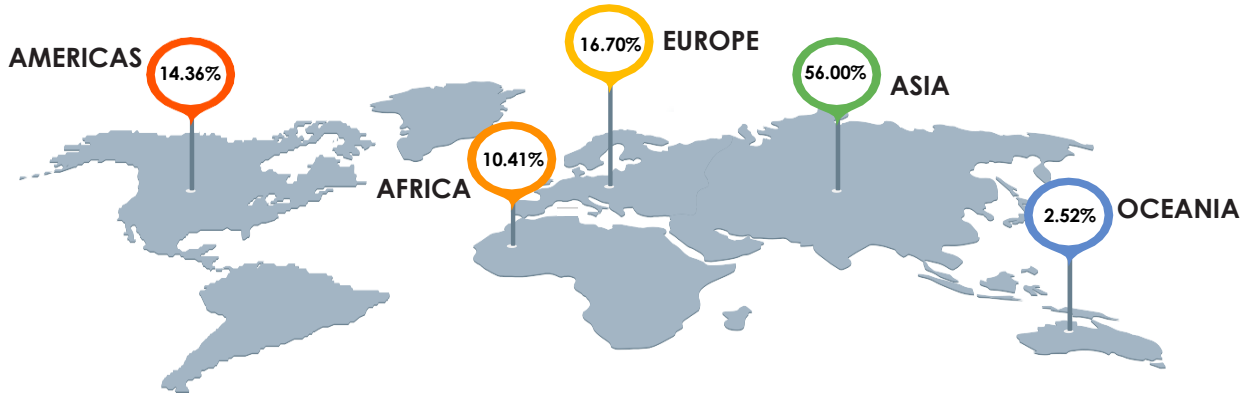 AMERICAS
14.36%
16.70%
EUROPE
56.00%
ASIA
10.41%
AFRICA
2.52%
OCEANIA